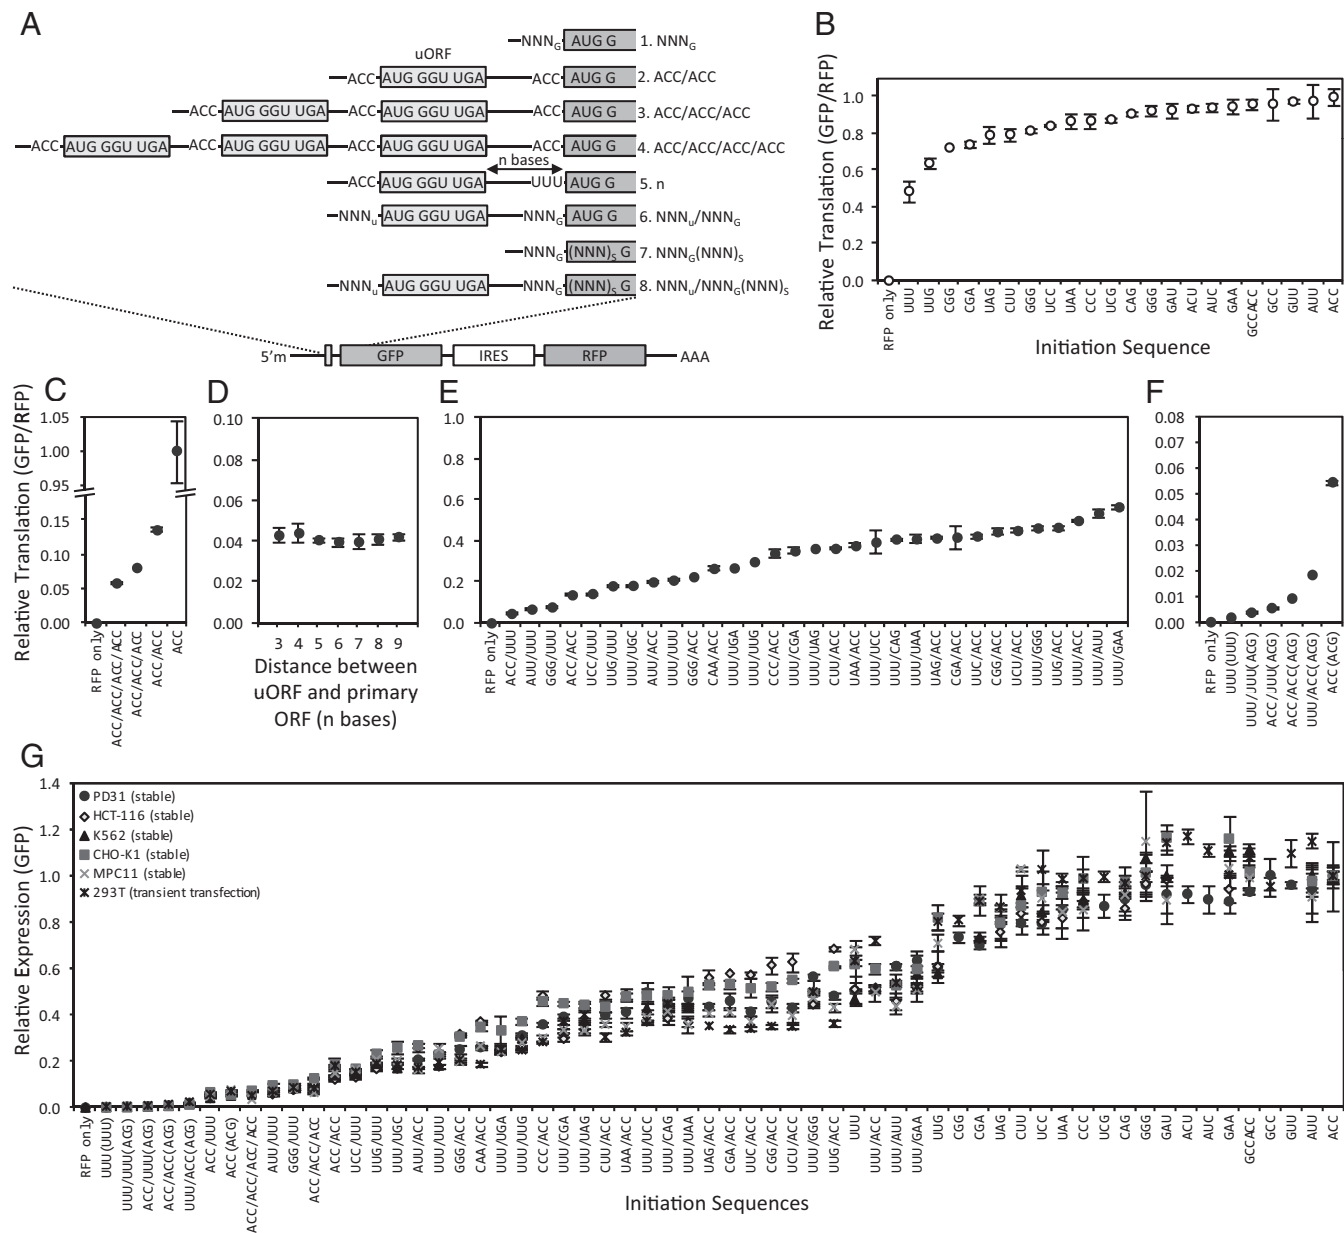 A
uORF
NNNG AUG G 1. NNNG
ACC AUG GGU UGA ACC AUG G 2. ACC/ACC
ACC AUG GGU UGA ACC AUG GGU UGA ACC AUG G 3. ACC/ACC/ACC
ACC AUG GGU UGA ACC AUG GGU UGA ACC AUG GGU UGA ACC AUG G 4. ACC/ACC/ACC/ACC
n bases
ACC AUG GGU UGA UUU AUG G 5. n
NNNu AUG GGU UGA NNNG AUG G 6. NNNu/NNNG
NNNG (NNN)S G 7. NNNG(NNN)S
NNNu AUG GGU UGA NNNG (NNN)S G 8. NNNu/NNNG(NNN)S
5'm GFP IRES RFP AAA
B
Relative Translation (GFP/RFP)
1.0
0.8
0.6
0.4
0.2
0.0
RFP only UUU UUG CGG CGA UAG CUU GGG UCC UAA CCC UCG CAG GGG GAU ACU AUC GAA GCCACC GCC GUU AUU ACC
Initiation Sequence
C
Relative Translation (GFP/RFP)
1.05
1.00
0.95
0.15
0.10
0.05
0.00
RFP only ACC/ACC/ACC/ACC ACC/ACC/ACC ACC/ACC ACC
D
0.10
0.08
0.06
0.04
0.02
0.00
3 4 5 6 7 8 9
Distance between
uORF and primary
ORF (n bases)
E
1.0
0.8
0.6
0.4
0.2
0.0
RFP only ACC/UUU AUU/UUU GGG/UUU ACC/ACC UCC/UUU UUG/UUU UUU/UGC AUU/ACC UUU/UUU GGG/ACC CAA/ACC UUU/UGA UUU/UUG CCC/ACC UUU/CGA UUU/UAG CUU/ACC UAA/ACC UUU/UCC UUU/CAG UUU/UAA UAG/ACC CGA/ACC UUC/ACC CGG/ACC UCU/ACC UUU/GGG UUG/ACC UUU/ACC UUU/AUU UUU/GAA
F
0.08
0.07
0.06
0.05
0.04
0.03
0.02
0.01
0.00
RFP only UUU(UUU) UUU/UUU(ACG) ACC/UUU(ACG) ACC/ACC(ACG) UUU/ACC(ACG) ACC(ACG)
G
Relative Expression (GFP)
1.4
1.2
1.0
0.8
0.6
0.4
0.2
0.0
PD31 (stable)
HCT-116 (stable)
K562 (stable)
CHO-K1 (stable)
MPC11 (stable)
293T (transient transfection)
RFP only UUU(UUU) UUU/UUU(ACG) ACC/UUU(ACG) ACC/ACC(ACG) UUU/ACC(ACG) ACC/UUU ACC(ACG) ACC/ACC/ACC/ACC AUU/UUU GGG/UUU ACC/ACC/ACC ACC/ACC UCC/UUU UUG/UUU UUU/UGC AUU/ACC UUU/UUU GGG/ACC CAA/ACC UUU/UGA UUU/UUG CCC/ACC UUU/CGA UUU/UAG CUU/ACC UAA/ACC UUU/UCC UUU/CAG UUU/UAA UAG/ACC CGA/ACC UUC/ACC CGG/ACC UCU/ACC UUU/GGG UUG/ACC UUU UUU/ACC UUU/AUU UUU/GAA UUG CGG CGA UAG CUU UCC UAA CCC UCG CAG GGG GAU ACU AUC GAA GCCACC GCC GUU AUU ACC
Initiation Sequences